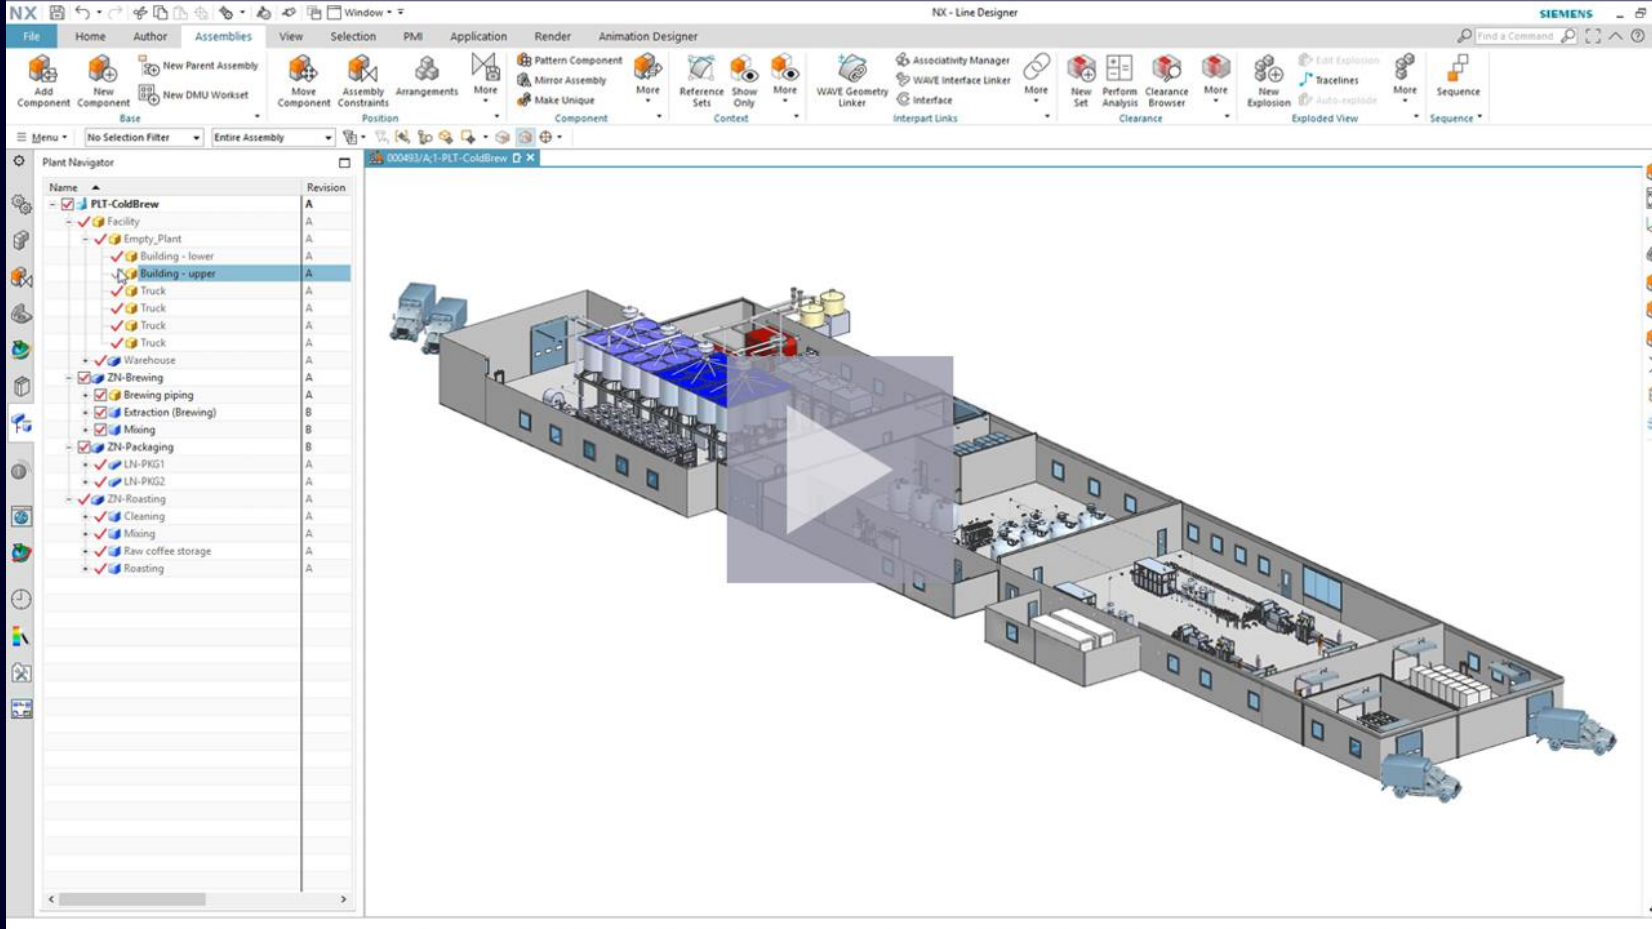 NX Window NX - Line Designer SIEMENS
File Home Author Assemblies View Selection PMI Application Render Animation Designer Find a Command
Add Component
New Component
New Parent Assembly
New DMU Workset
Base
Move Component
Assembly Constraints
Arrangements
More
Position
Pattern Component
Mirror Assembly
Make Unique
More
Component
Reference Sets
Show Only
More
Context
WAVE Geometry Linker
Associativity Manager
WAVE Interface Linker
Interface
More
Interpart Links
New Set
Perform Analysis
Clearance Browser
More
Clearance
New Explosion
Edit Explosion
Tracelines
Auto-explode
More
Exploded View
Sequence
Sequence
Menu No Selection Filter Entire Assembly
Plant Navigator
000493/A;1-PLT-ColdBrew
Name Revision
PLT-ColdBrew A
Facility A
Empty_Plant A
Building - lower A
Building - upper A
Truck A
Truck A
Truck A
Truck A
Warehouse A
ZN-Brewing A
Brewing piping A
Extraction (Brewing) B
Mixing B
ZN-Packaging B
LN-PKG1 A
LN-PKG2 A
ZN-Roasting A
Cleaning A
Mixing A
Raw coffee storage A
Roasting A